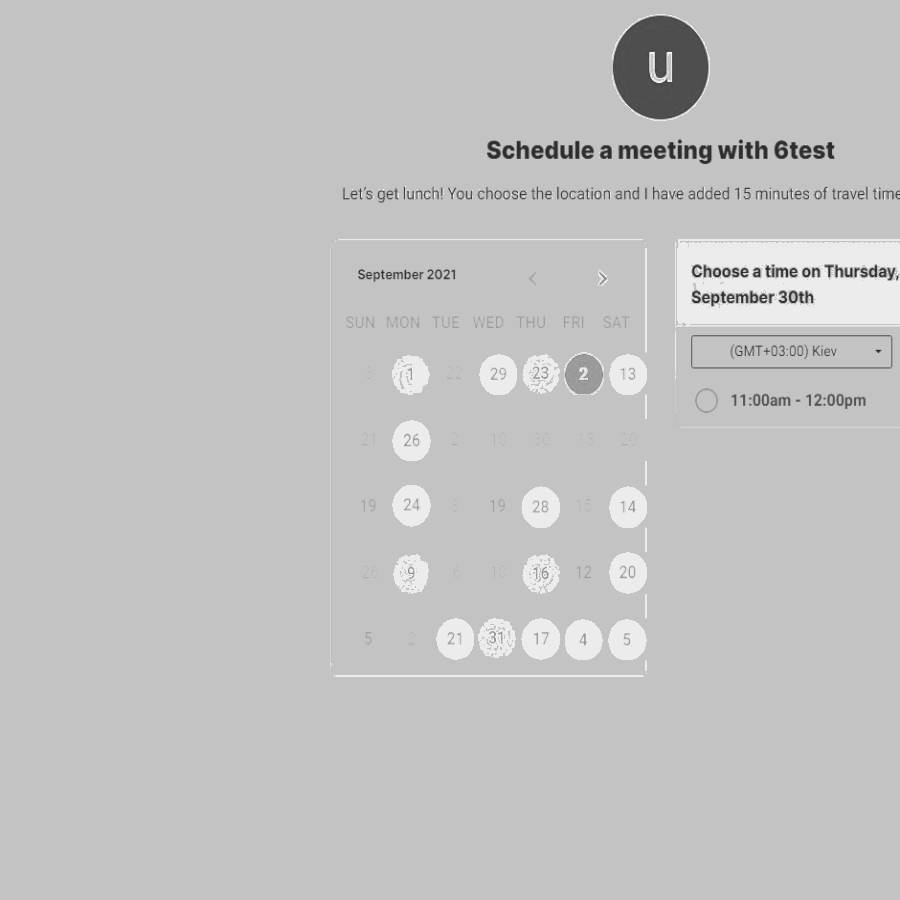 u
Schedule a meeting with 6test
Let's get lunch! You choose the location and I have added 15 minutes of travel time
September 2021
SUN MON TUE WED THU FRI SAT
3 1 22 29 23 2 13
21 26 2 10 30 13 20
19 24 3 19 28 15 14
26 9 6 10 16 12 20
5 2 21 31 17 4 5
Choose a time on Thursday,
September 30th
(GMT+03:00) Kiev
11:00am - 12:00pm